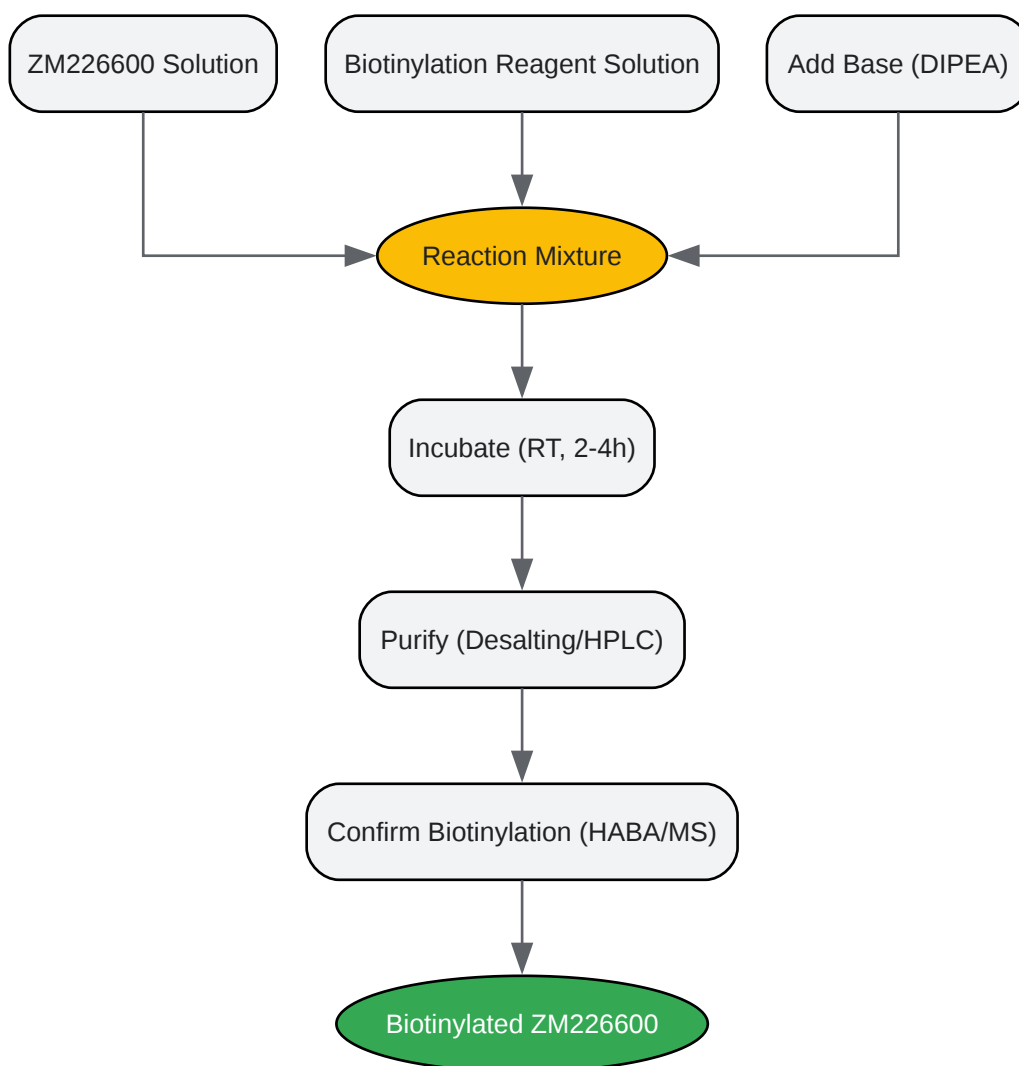 ZM226600 Solution
Biotinylation Reagent Solution
Add Base (DIPEA)
Reaction Mixture
Incubate (RT, 2-4h)
Purify (Desalting/HPLC)
Confirm Biotinylation (HABA/MS)
Biotinylated ZM226600